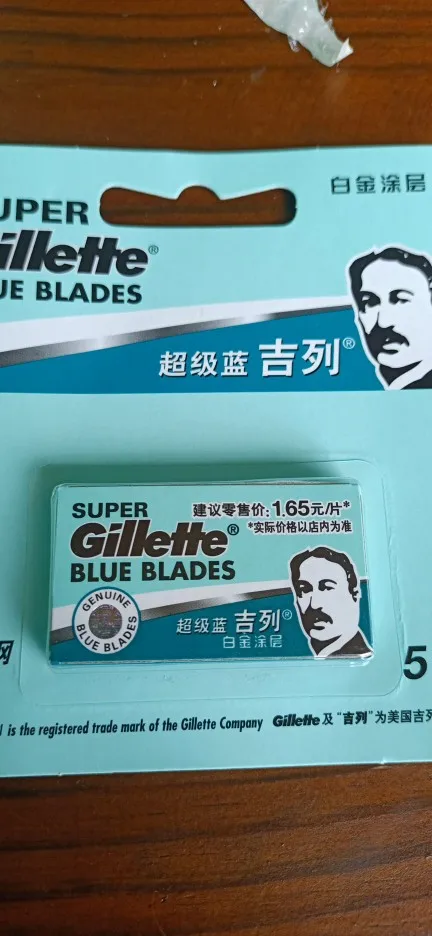 白金涂层
SUPER
Gillette®
BLUE BLADES
超级蓝 吉列®
SUPER
Gillette®
BLUE BLADES
建议零售价: 1.65元/片*
*实际价格以店内为准
GENUINE
BLUE BLADES
超级蓝 吉列®
白金涂层
网
5
is the registered trade mark of the Gillette Company Gillette及“吉列”为美国吉列